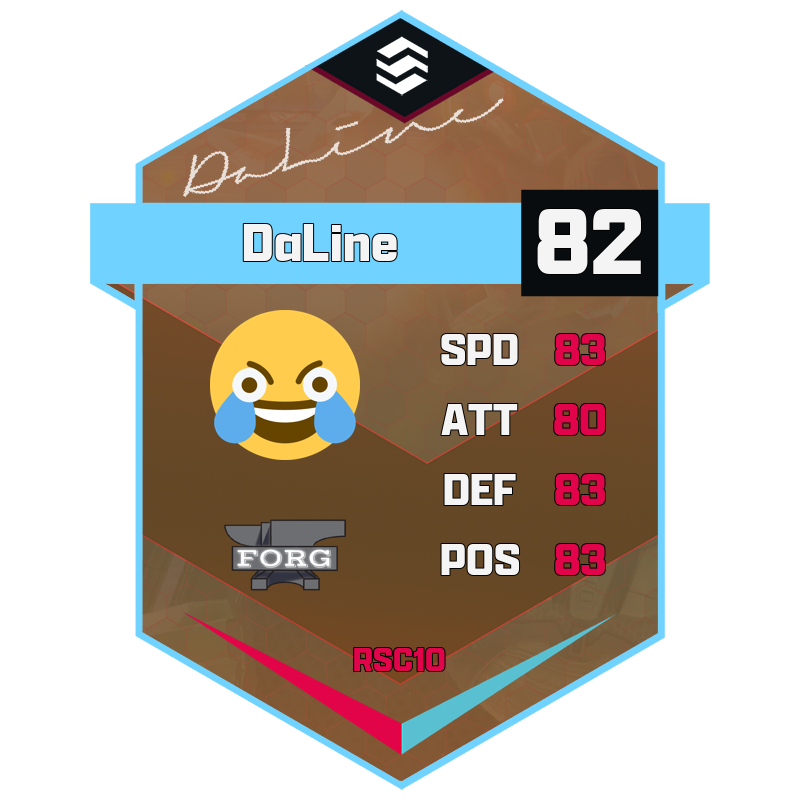 DaLine
DaLine 82
SPD 83
ATT 80
DEF 83
FORG
POS 83
RSC10